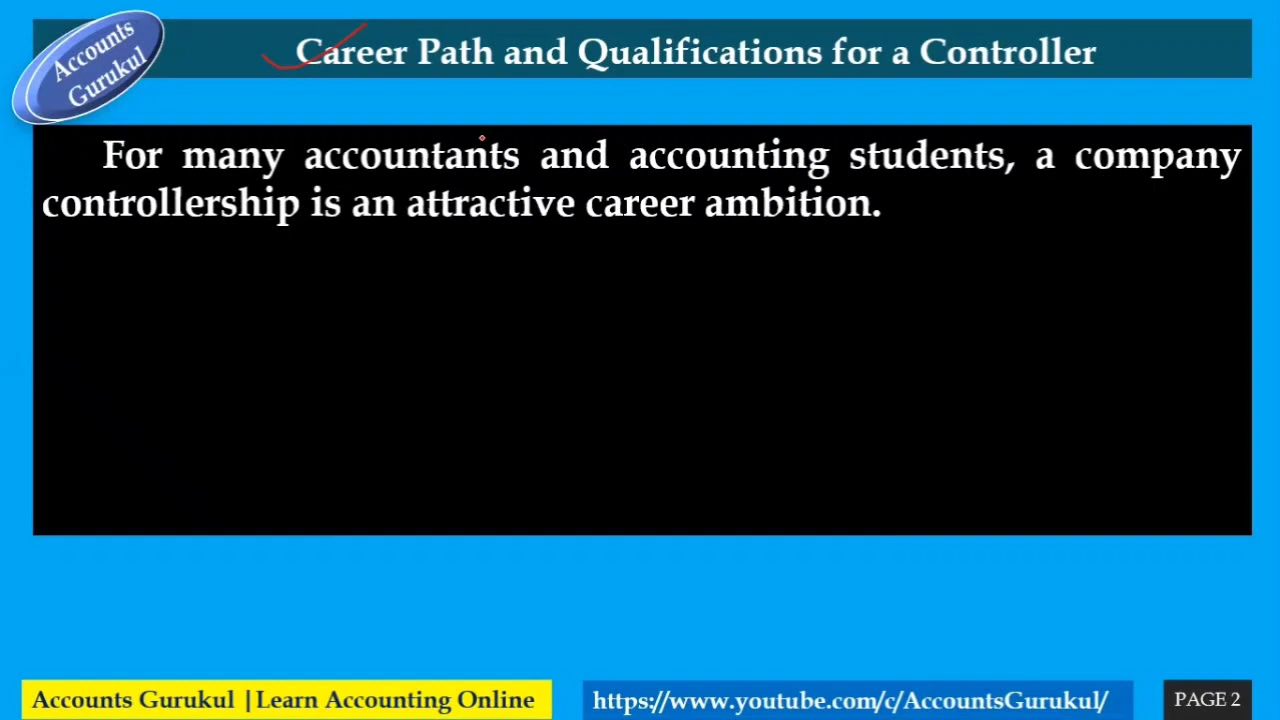 Accounts
Gurukul
Career Path and Qualifications for a Controller
For many accountants and accounting students, a company
controllership is an attractive career ambition.
Accounts Gurukul |Learn Accounting Online
https://www.youtube.com/c/AccountsGurukul/
PAGE 2